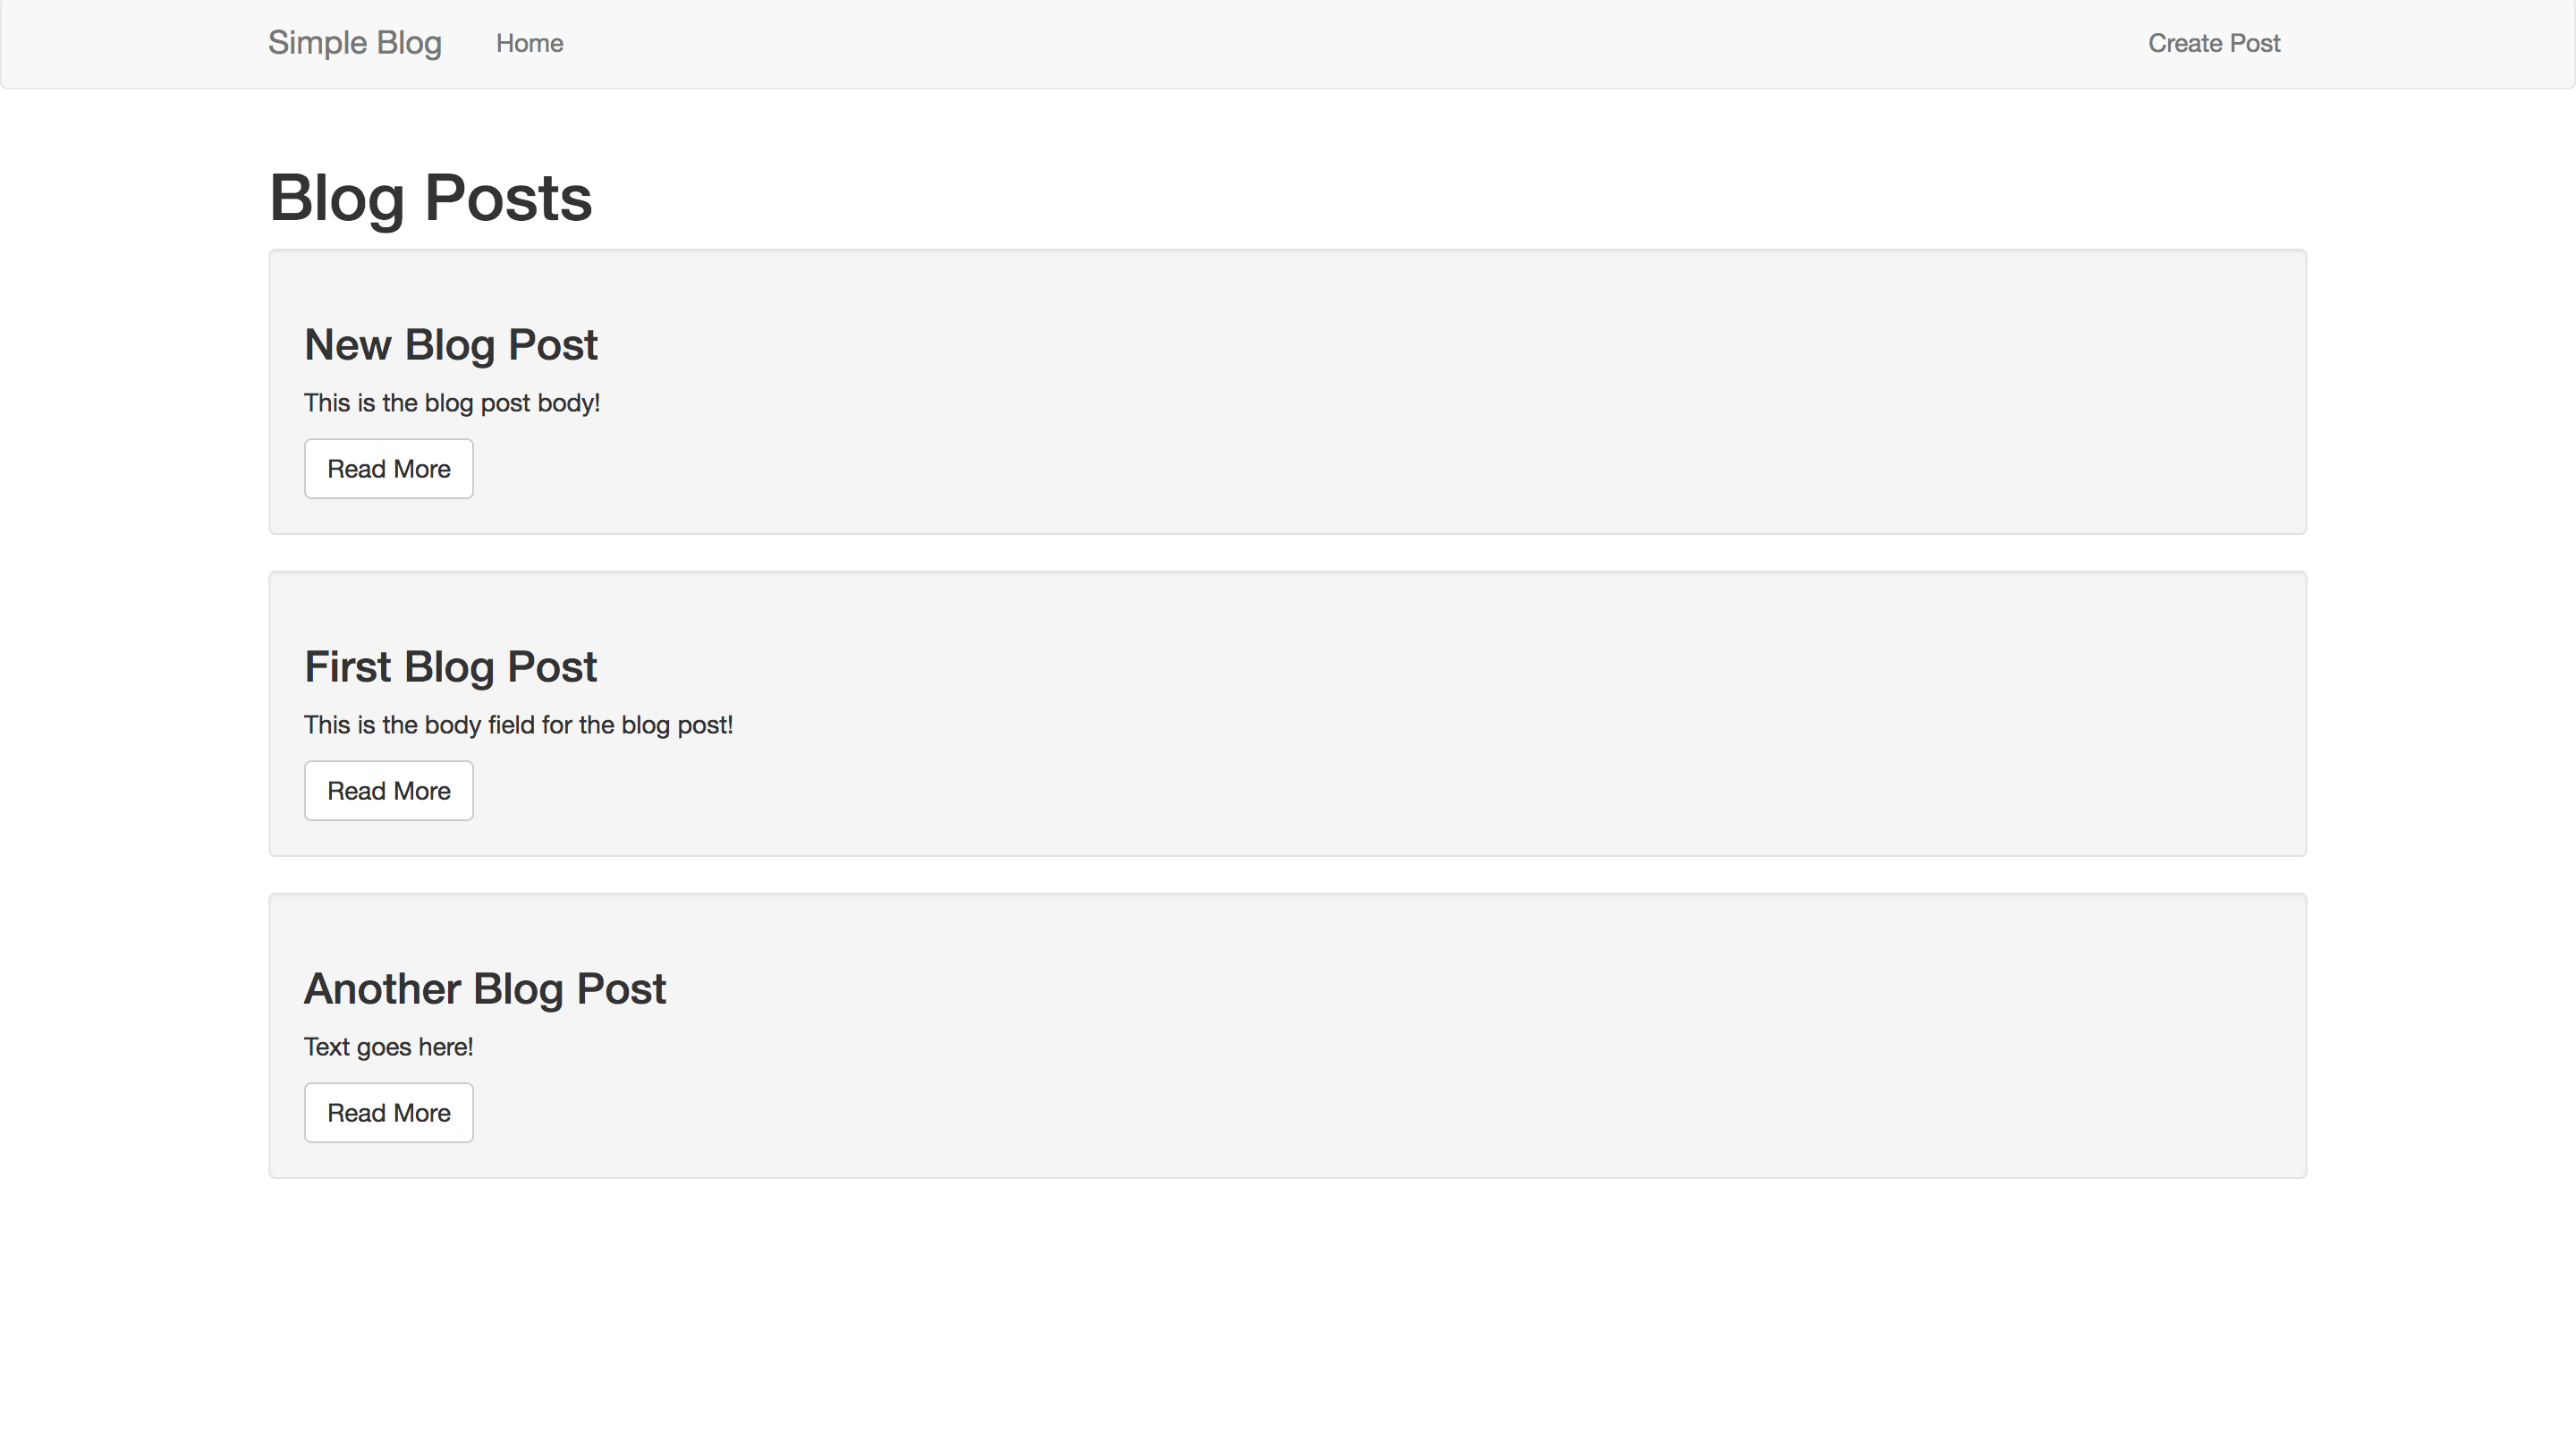 Simple Blog Home Create Post
Blog Posts
New Blog Post
This is the blog post body!
Read More
First Blog Post
This is the body field for the blog post!
Read More
Another Blog Post
Text goes here!
Read More